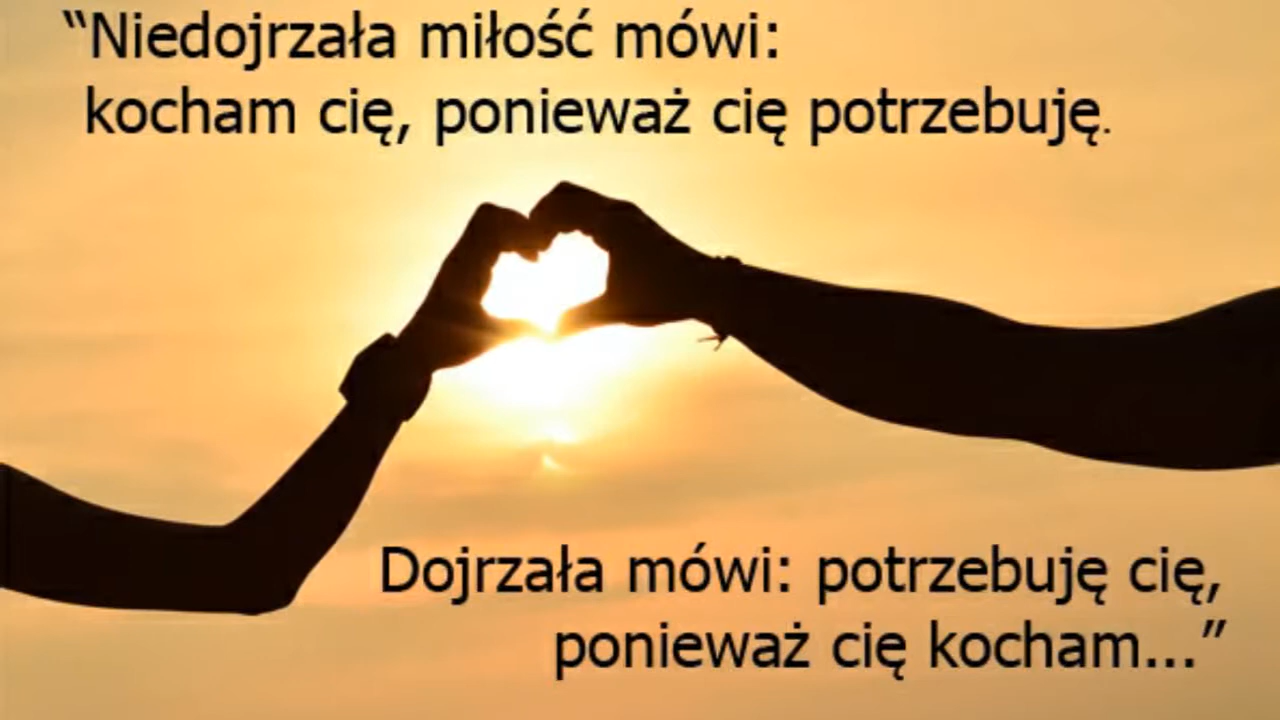 “Niedojrzała miłość mówi:
kocham cię, ponieważ cię potrzebuję.
Dojrzała mówi: potrzebuję cię,
ponieważ cię kocham...”